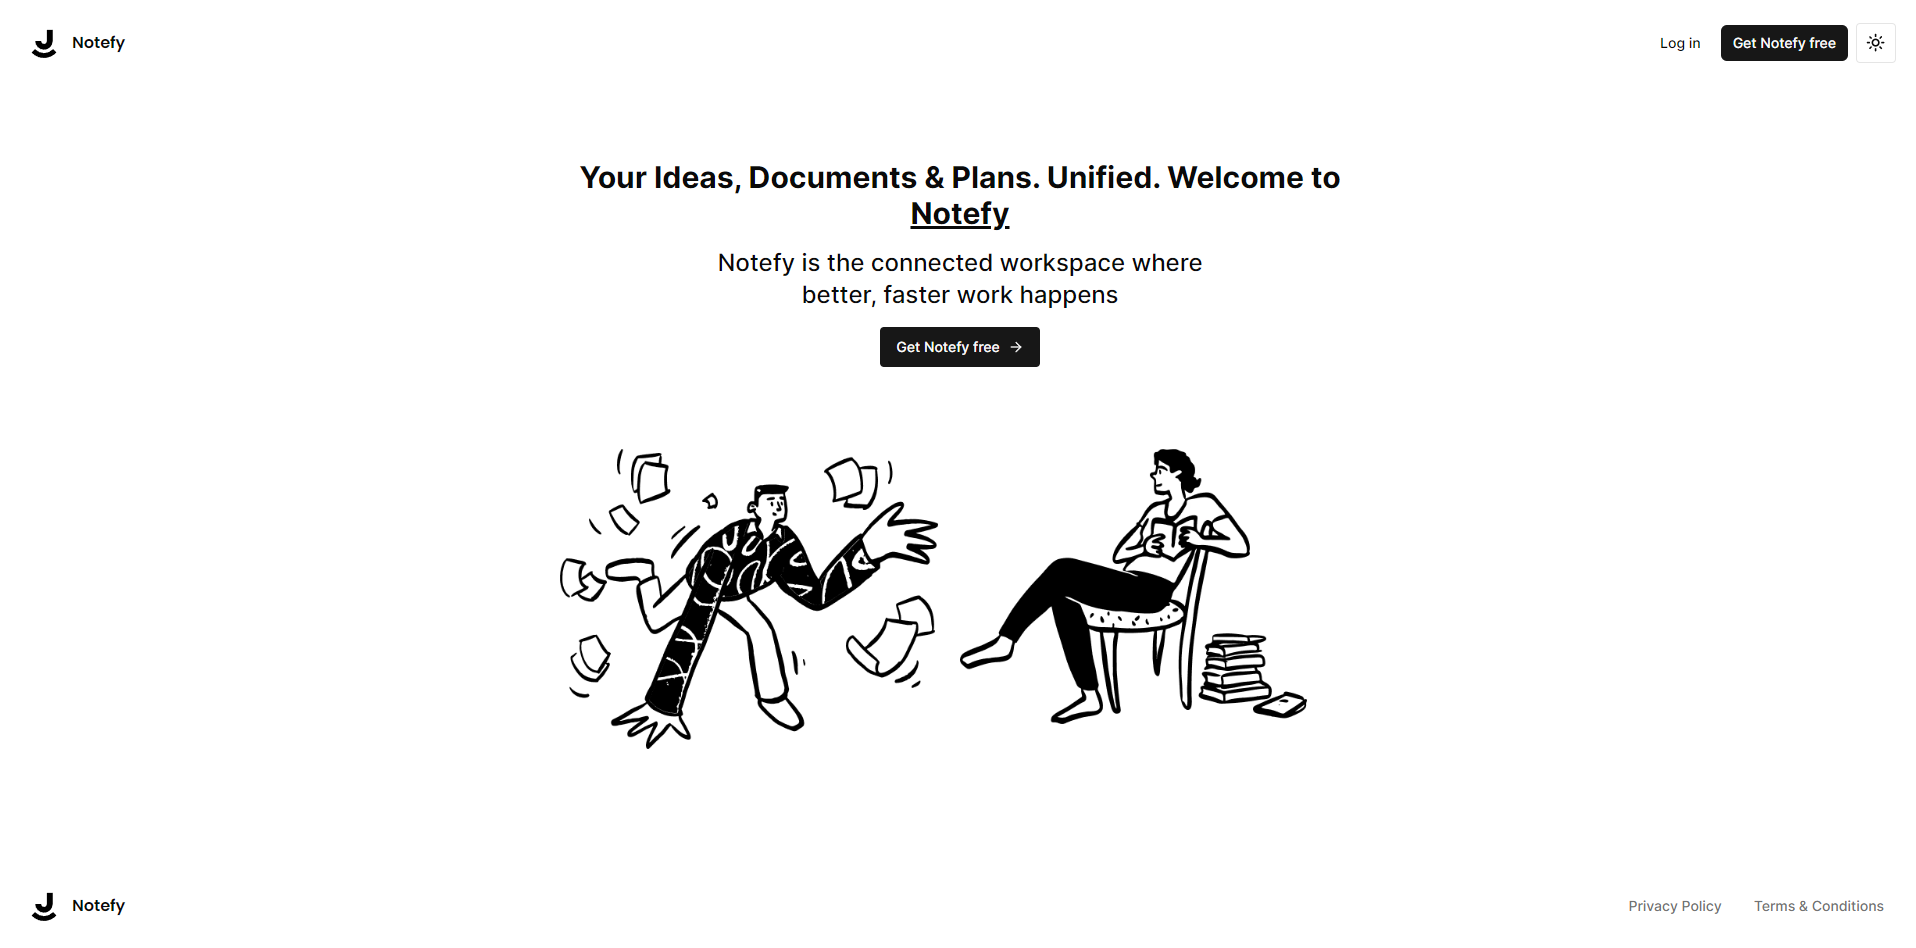 Notefy
Log in
Get Notefy free
Your Ideas, Documents & Plans. Unified. Welcome to
Notefy
Notefy is the connected workspace where
better, faster work happens
Get Notefy free
Notefy
Privacy Policy
Terms & Conditions